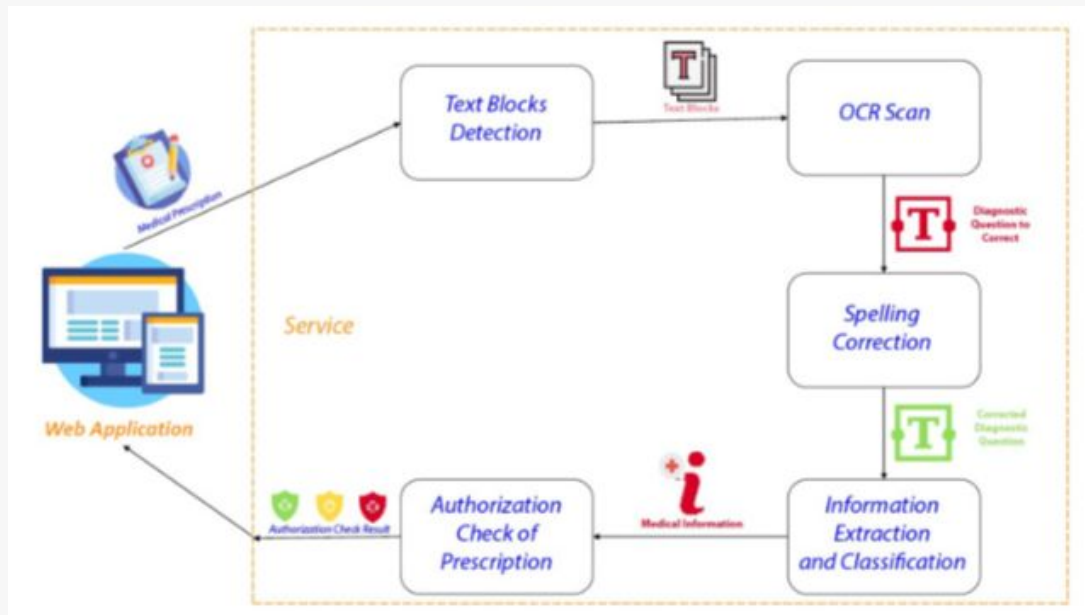 Text Blocks
Detection
Text Blocks
OCR Scan
Medical Prescription
Diagnostic
Question to
Correct
Service
Spelling
Correction
Web Application
Corrected
Diagnostic
Question
Authorization Check Result
Authorization
Check of
Prescription
Medical Information
Information
Extraction
and Classification